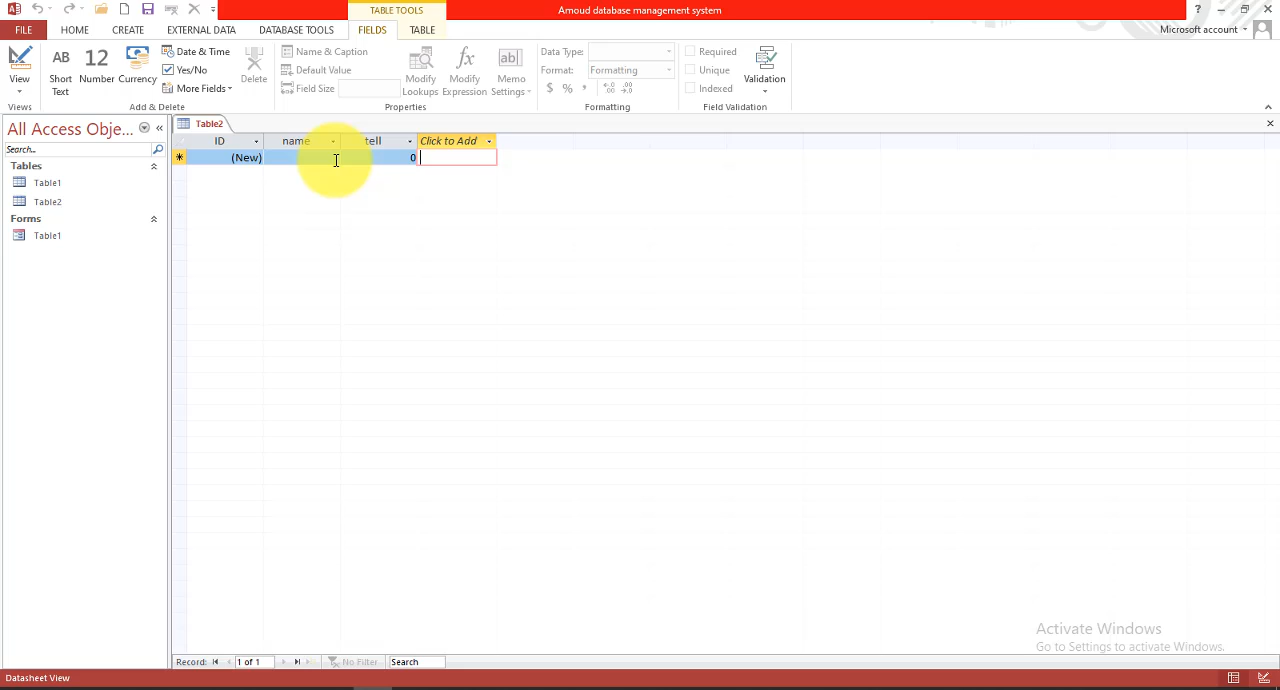 TABLE TOOLS
Amoud database management system
?
FILE
HOME
CREATE
EXTERNAL DATA
DATABASE TOOLS
FIELDS
TABLE
Microsoft account
View
Views
AB
Short
Text
12
Number
Currency
Date & Time
Yes/No
More Fields
Delete
Add & Delete
Name & Caption
Default Value
Field Size
Modify
Lookups
fx
Modify
Expression
ab
Memo
Settings
Properties
Data Type:
Format:
Formatting
$ % ,
Formatting
Required
Unique
Indexed
Validation
Field Validation
All Access Obje...
Search...
Tables
Table1
Table2
Forms
Table1
Table2
ID name tell Click to Add
(New) 0
Activate Windows
Go to Settings to activate Windows.
Record: 1 of 1 No Filter Search
Datasheet View